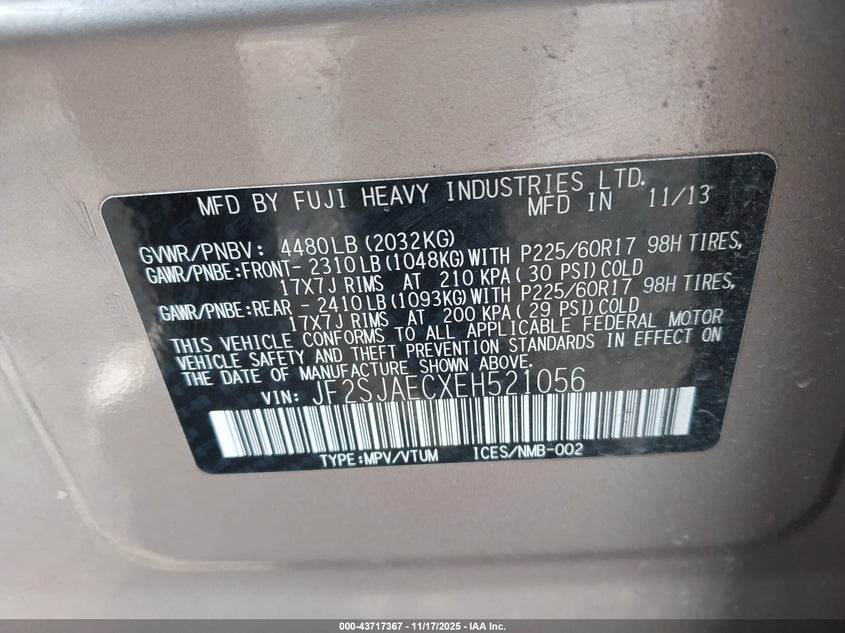 MFD BY FUJI HEAVY INDUSTRIES LTD.
MFD IN 11/13
GVWR/PNBV: 4480LB(2032KG)
GAWR/PNBE:FRONT- 2310LB(1048KG)WITH P225/60R17 98H TIRES,
17X7J RIMS AT 210 KPA( 30 PSI)COLD
GAWR/PNBE:REAR - 2410LB(1093KG)WITH P225/60R17 98H TIRES,
17X7J RIMS AT 200 KPA( 29 PSI)COLD
THIS VEHICLE CONFORMS TO ALL APPLICABLE FEDERAL MOTOR
VEHICLE SAFETY AND THEFT PREVENTION STANDARDS IN EFFECT ON
THE DATE OF MANUFACTURE SHOWN ABOVE.
VIN: JF2SJAECXEH521056
TYPE:MPV/VTUM ICES/NMB-002
000-43717367 - 11/17/2025 - IAA Inc.